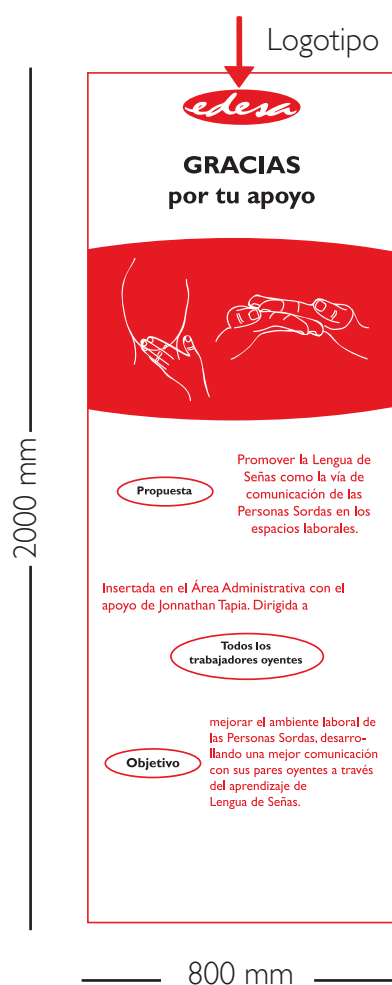 Logotipo
edesa
GRACIAS
por tu apoyo
2000 mm
Propuesta
Promover la Lengua de
Señas como la vía de
comunicación de las
Personas Sordas en los
espacios laborales.
Insertada en el Área Administrativa con el
apoyo de Jonnathan Tapia. Dirigida a
Todos los
trabajadores oyentes
Objetivo
mejorar el ambiente laboral de
las Personas Sordas, desarro-
llando una mejor comunicación
con sus pares oyentes a través
del aprendizaje de
Lengua de Señas.
800 mm